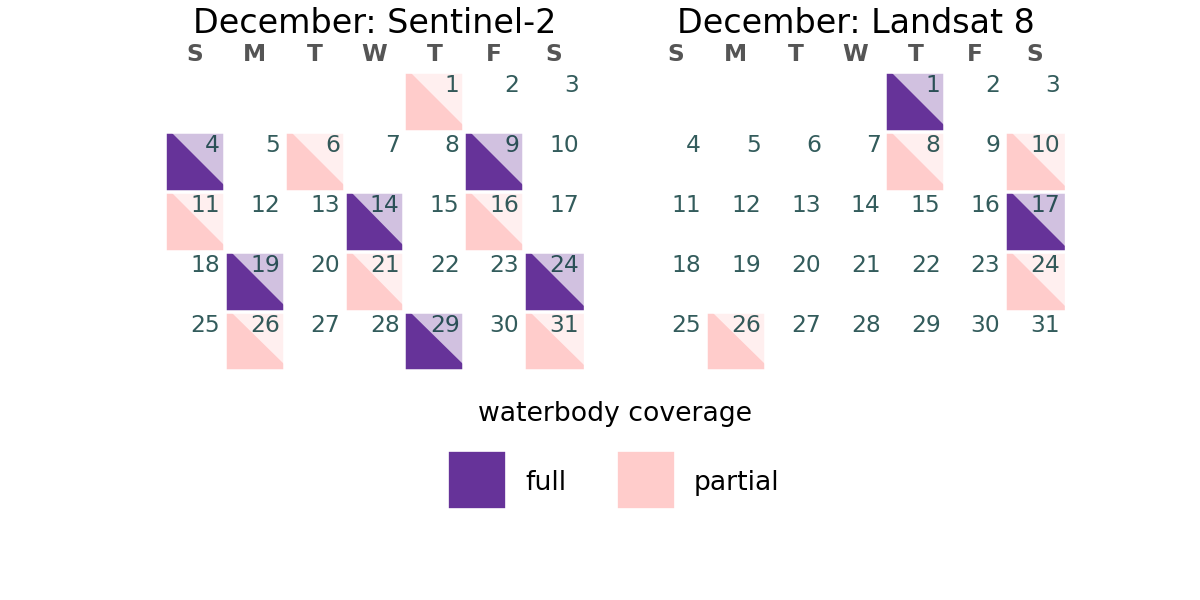 December: Sentinel-2
S M T W T F S
1 2 3
4 5 6 7 8 9 10
11 12 13 14 15 16 17
18 19 20 21 22 23 24
25 26 27 28 29 30 31
December: Landsat 8
S M T W T F S
1 2 3
4 5 6 7 8 9 10
11 12 13 14 15 16 17
18 19 20 21 22 23 24
25 26 27 28 29 30 31
waterbody coverage
full partial